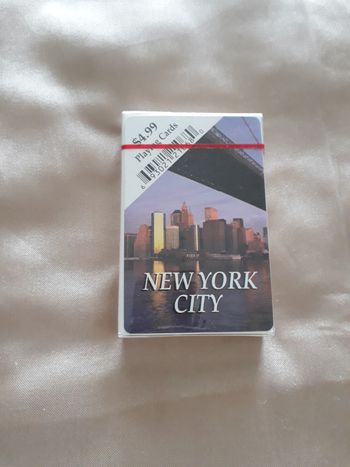 $4.99
Playing Cards
NEW YORK
CITY